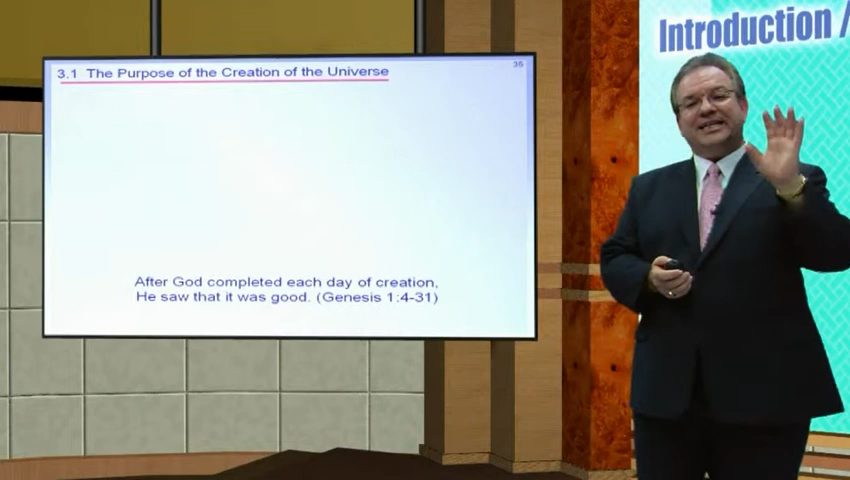 Introduction /
3.1 The Purpose of the Creation of the Universe
35
After God completed each day of creation,
He saw that it was good. (Genesis 1:4-31)